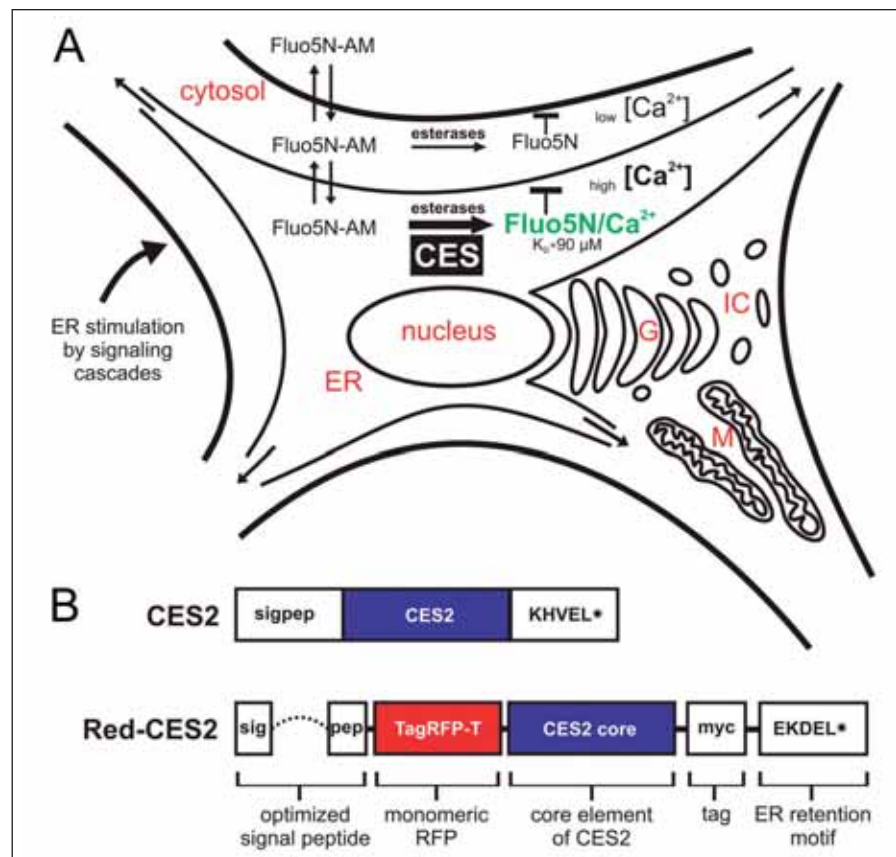 A
Fluo5N-AM
cytosol
low [Ca²⁺]
esterases
Fluo5N-AM
Fluo5N
high [Ca²⁺]
esterases
Fluo5N-AM
Fluo5N/Ca²⁺
K_D=90 µM
CES
ER stimulation
by signaling
cascades
nucleus
ER
G
IC
M
B
CES2
sigpep
CES2
KHVEL*
Red-CES2
sig
pep
TagRFP-T
CES2 core
myc
EKDEL*
optimized
signal peptide
monomeric
RFP
core element
of CES2
tag
ER retention
motif